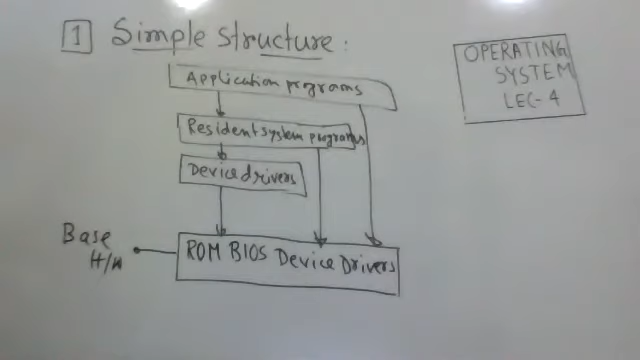 1 Simple Structure:
OPERATING
SYSTEM
LEC-4
Application programs
Resident system programs
Device drivers
Base
H/W
ROM BIOS Device Drivers